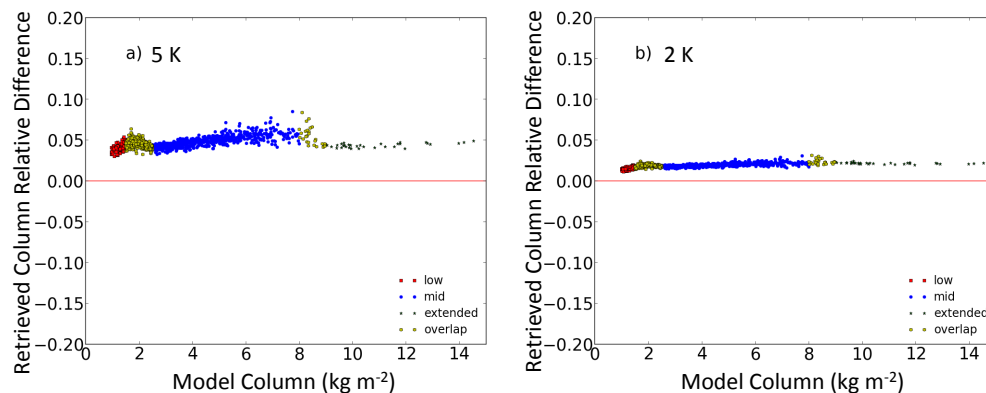 a) 5 K
Retrieved Column Relative Difference
0.20
0.15
0.10
0.05
0.00
−0.05
−0.10
−0.15
−0.20
low
mid
extended
overlap
0 2 4 6 8 10 12 14
Model Column (kg m-2)
b) 2 K
Retrieved Column Relative Difference
0.20
0.15
0.10
0.05
0.00
−0.05
−0.10
−0.15
−0.20
low
mid
extended
overlap
0 2 4 6 8 10 12 14
Model Column (kg m-2)